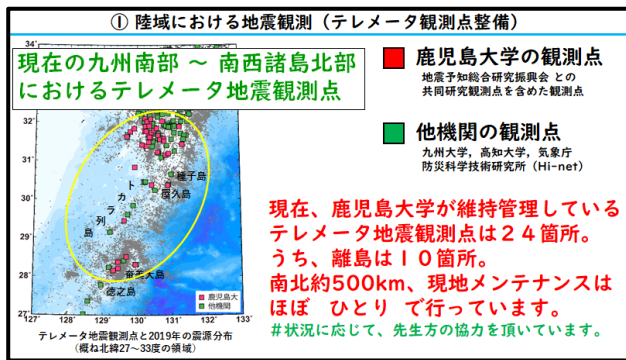 ① 陸域における地震観測（テレメータ観測点整備）
現在の九州南部 ～ 南西諸島北部
におけるテレメータ地震観測点
32°
31°
30°
29°
28°
27°
127°
128°
129°
130°
131°
132°
133°
種子島
屋久島
トカラ列島
奄美大島
徳之島
鹿児島大
他機関
テレメータ地震観測点と2019年の震源分布
（概ね北緯27～33度の領域）
鹿児島大学の観測点
地震予知総合研究振興会 との
共同研究観測点を含めた観測点
他機関の観測点
九州大学，高知大学，気象庁
防災科学技術研究所（Hi-net）
現在、鹿児島大学が維持管理している
テレメータ地震観測点は２４箇所。
うち、離島は１０箇所。
南北約500km、現地メンテナンスは
ほぼ ひとり で行っています。
＃状況に応じて、先生方の協力を頂いています。